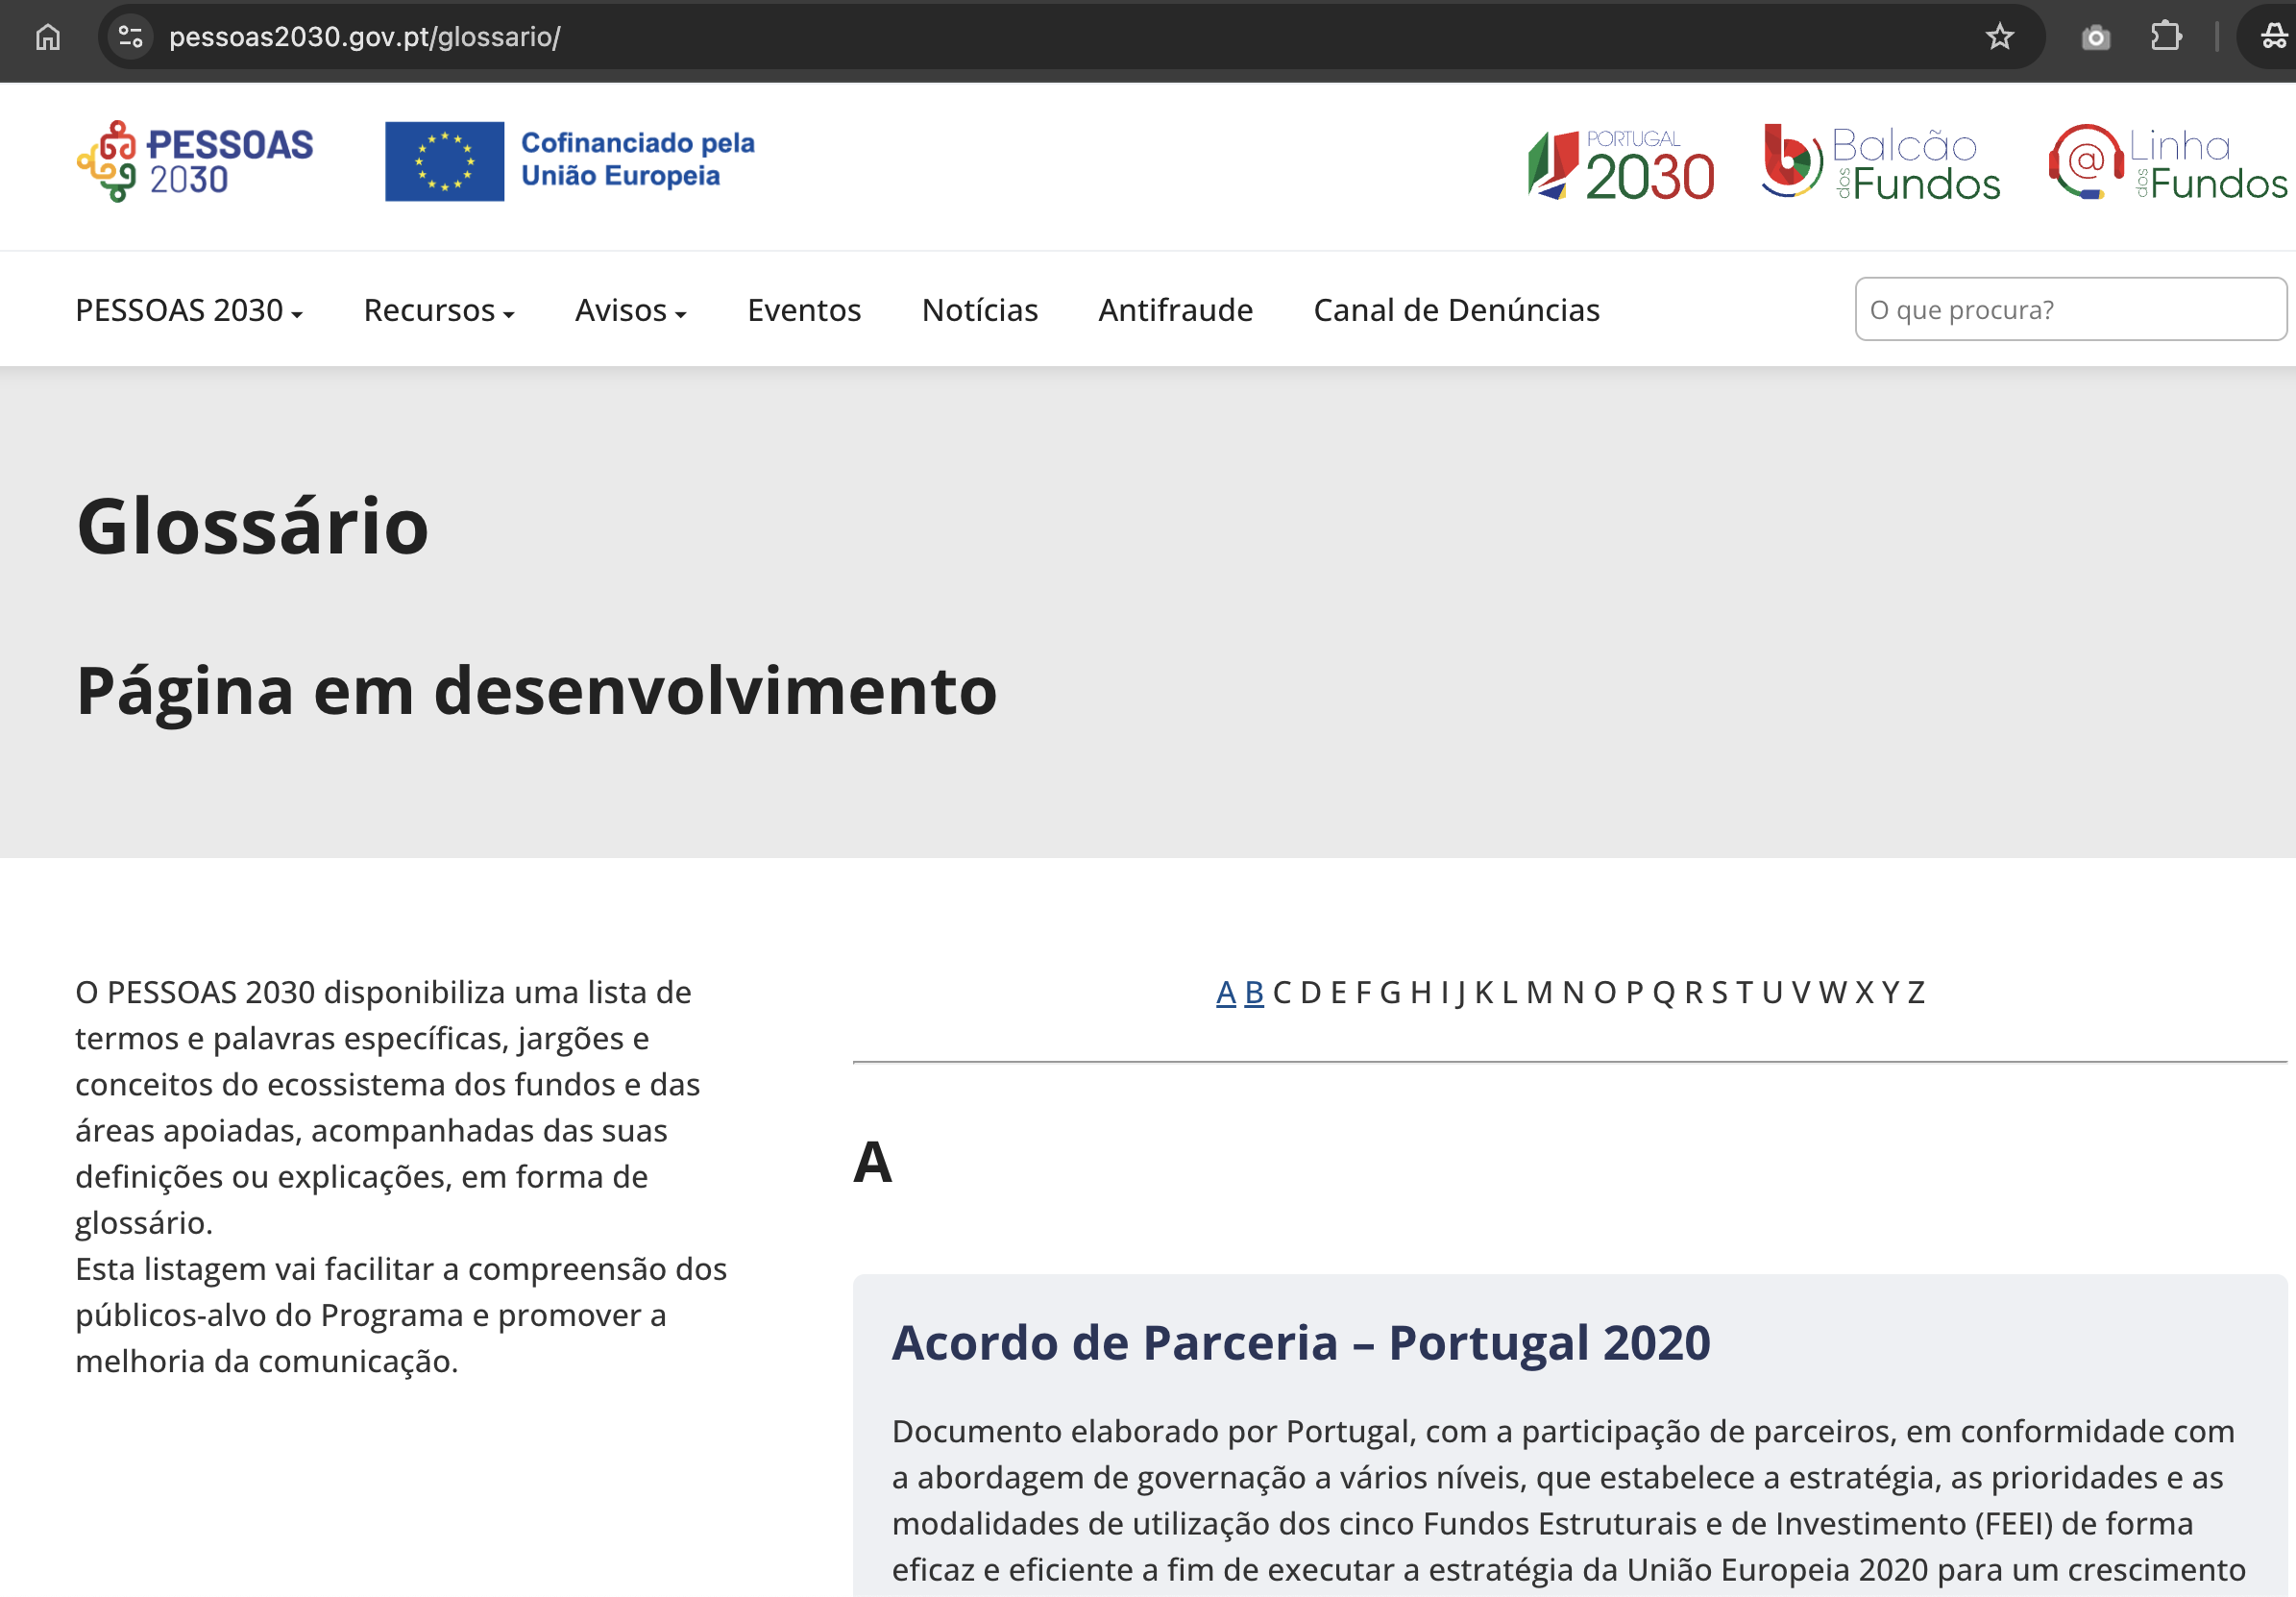 pessoas2030.gov.pt/glossario/
PESSOAS
2030
Cofinanciado pela
União Europeia
PORTUGAL
2030
Balcão
dos Fundos
Linha
dos Fundos
PESSOAS 2030 Recursos Avisos Eventos Notícias Antifraude Canal de Denúncias O que procura?
Glossário
Página em desenvolvimento
O PESSOAS 2030 disponibiliza uma lista de
termos e palavras específicas, jargões e
conceitos do ecossistema dos fundos e das
áreas apoiadas, acompanhadas das suas
definições ou explicações, em forma de
glossário.
Esta listagem vai facilitar a compreensão dos
públicos-alvo do Programa e promover a
melhoria da comunicação.
A B C D E F G H I J K L M N O P Q R S T U V W X Y Z
A
Acordo de Parceria – Portugal 2020
Documento elaborado por Portugal, com a participação de parceiros, em conformidade com
a abordagem de governação a vários níveis, que estabelece a estratégia, as prioridades e as
modalidades de utilização dos cinco Fundos Estruturais e de Investimento (FEEI) de forma
eficaz e eficiente a fim de executar a estratégia da União Europeia 2020 para um crescimento